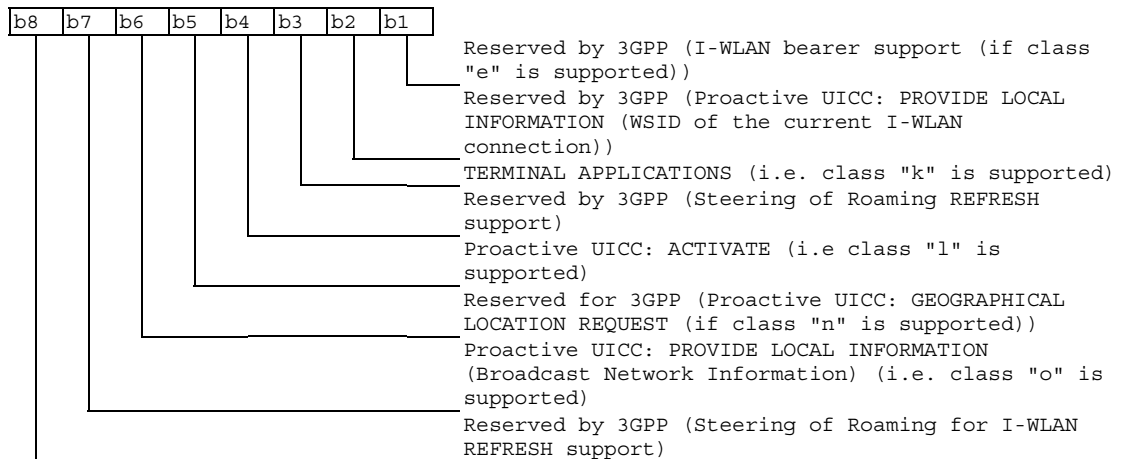 b8 b7 b6 b5 b4 b3 b2 b1
Reserved by 3GPP (I-WLAN bearer support (if class
"e" is supported))
Reserved by 3GPP (Proactive UICC: PROVIDE LOCAL
INFORMATION (WSID of the current I-WLAN
connection))
TERMINAL APPLICATIONS (i.e. class "k" is supported)
Reserved by 3GPP (Steering of Roaming REFRESH
support)
Proactive UICC: ACTIVATE (i.e class "l" is
supported)
Reserved for 3GPP (Proactive UICC: GEOGRAPHICAL
LOCATION REQUEST (if class "n" is supported))
Proactive UICC: PROVIDE LOCAL INFORMATION
(Broadcast Network Information) (i.e. class "o" is
supported)
Reserved by 3GPP (Steering of Roaming for I-WLAN
REFRESH support)